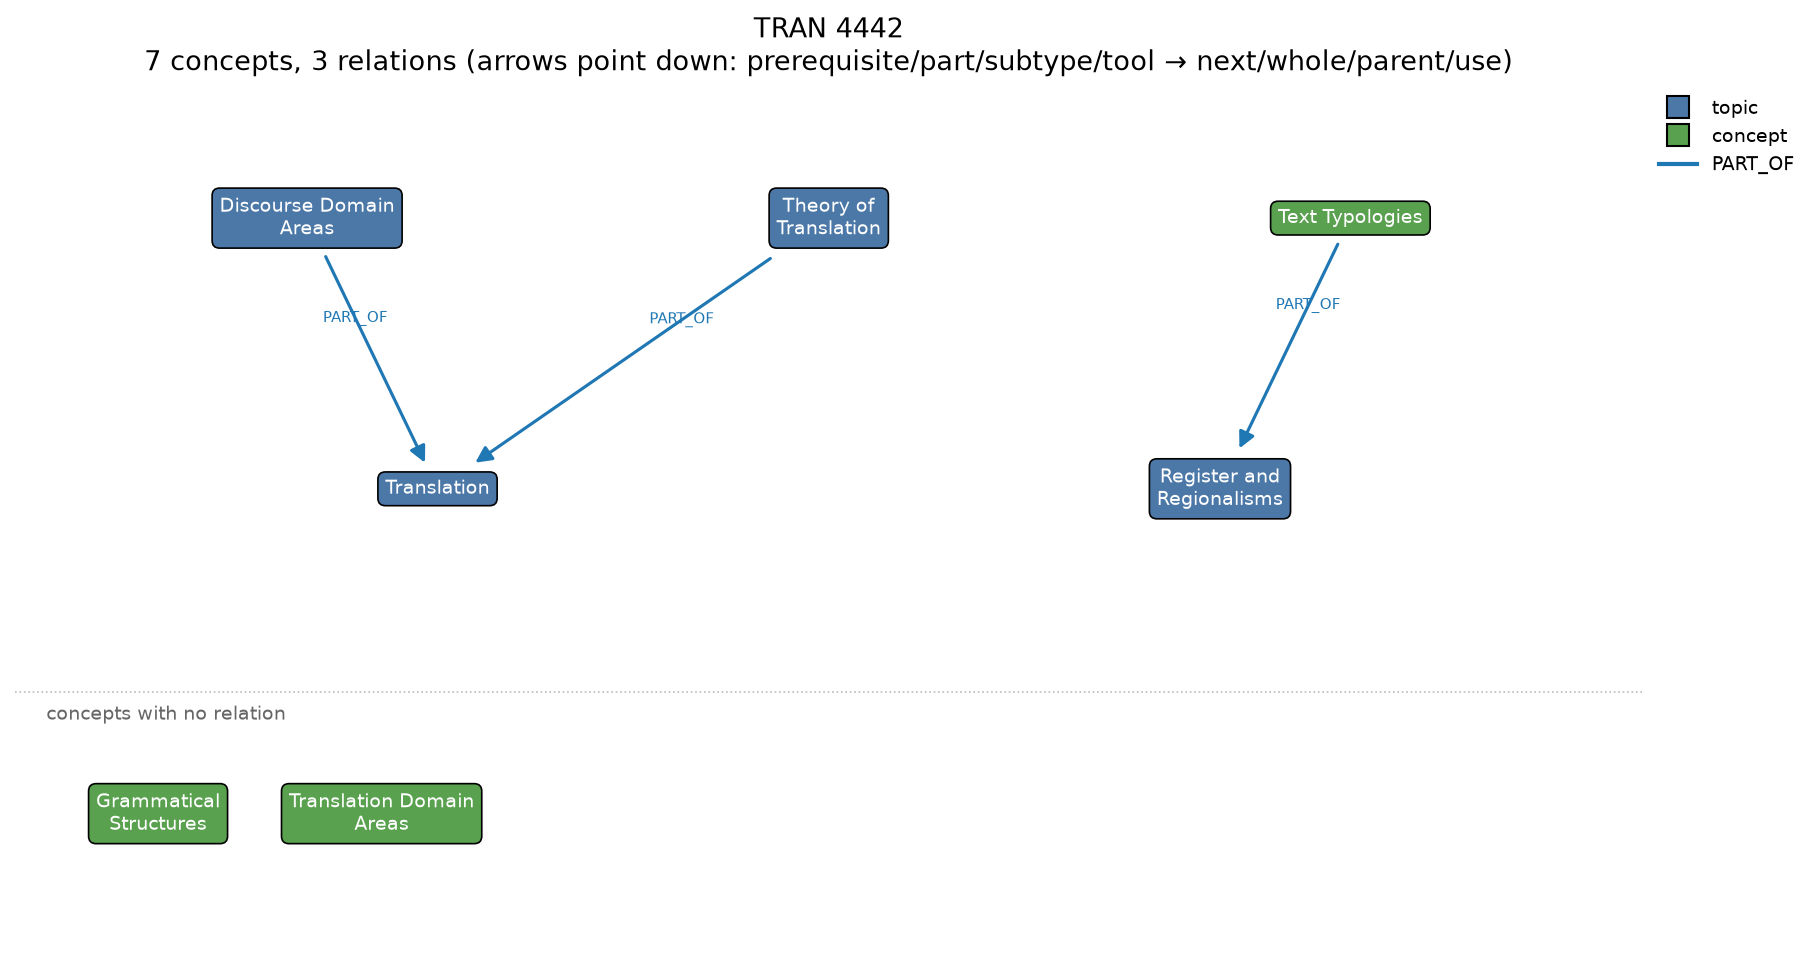 TRAN 4442
7 concepts, 3 relations (arrows point down: prerequisite/part/subtype/tool → next/whole/parent/use)
topic
concept
PART_OF
Discourse Domain
Areas
Theory of
Translation
Text Typologies
PART_OF
PART_OF
PART_OF
Translation
Register and
Regionalisms
concepts with no relation
Grammatical
Structures
Translation Domain
Areas